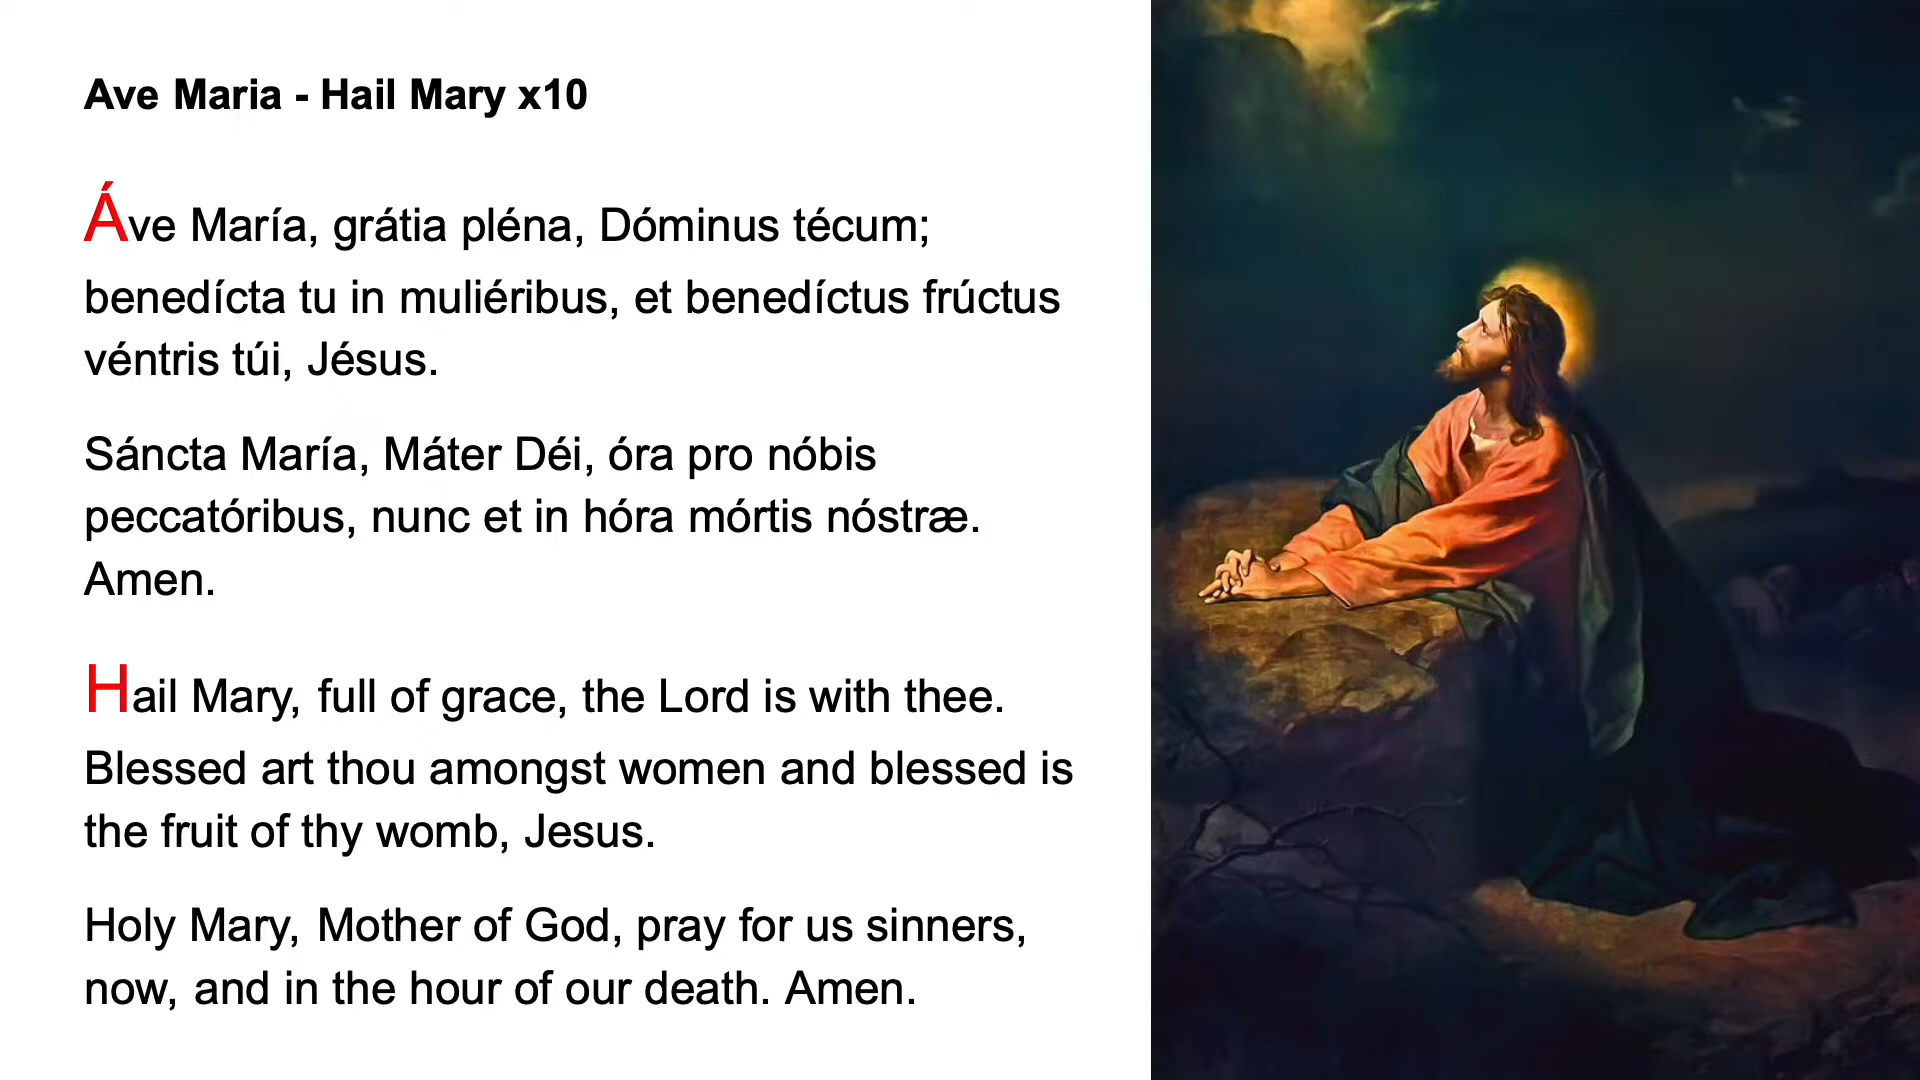 Ave Maria - Hail Mary x10
Áve María, grátia pléna, Dóminus técum;
benedícta tu in muliéribus, et benedíctus frúctus
véntris túi, Jésus.
Sáncta María, Máter Déi, óra pro nóbis
peccatóribus, nunc et in hóra mórtis nóstræ.
Amen.
Hail Mary, full of grace, the Lord is with thee.
Blessed art thou amongst women and blessed is
the fruit of thy womb, Jesus.
Holy Mary, Mother of God, pray for us sinners,
now, and in the hour of our death. Amen.